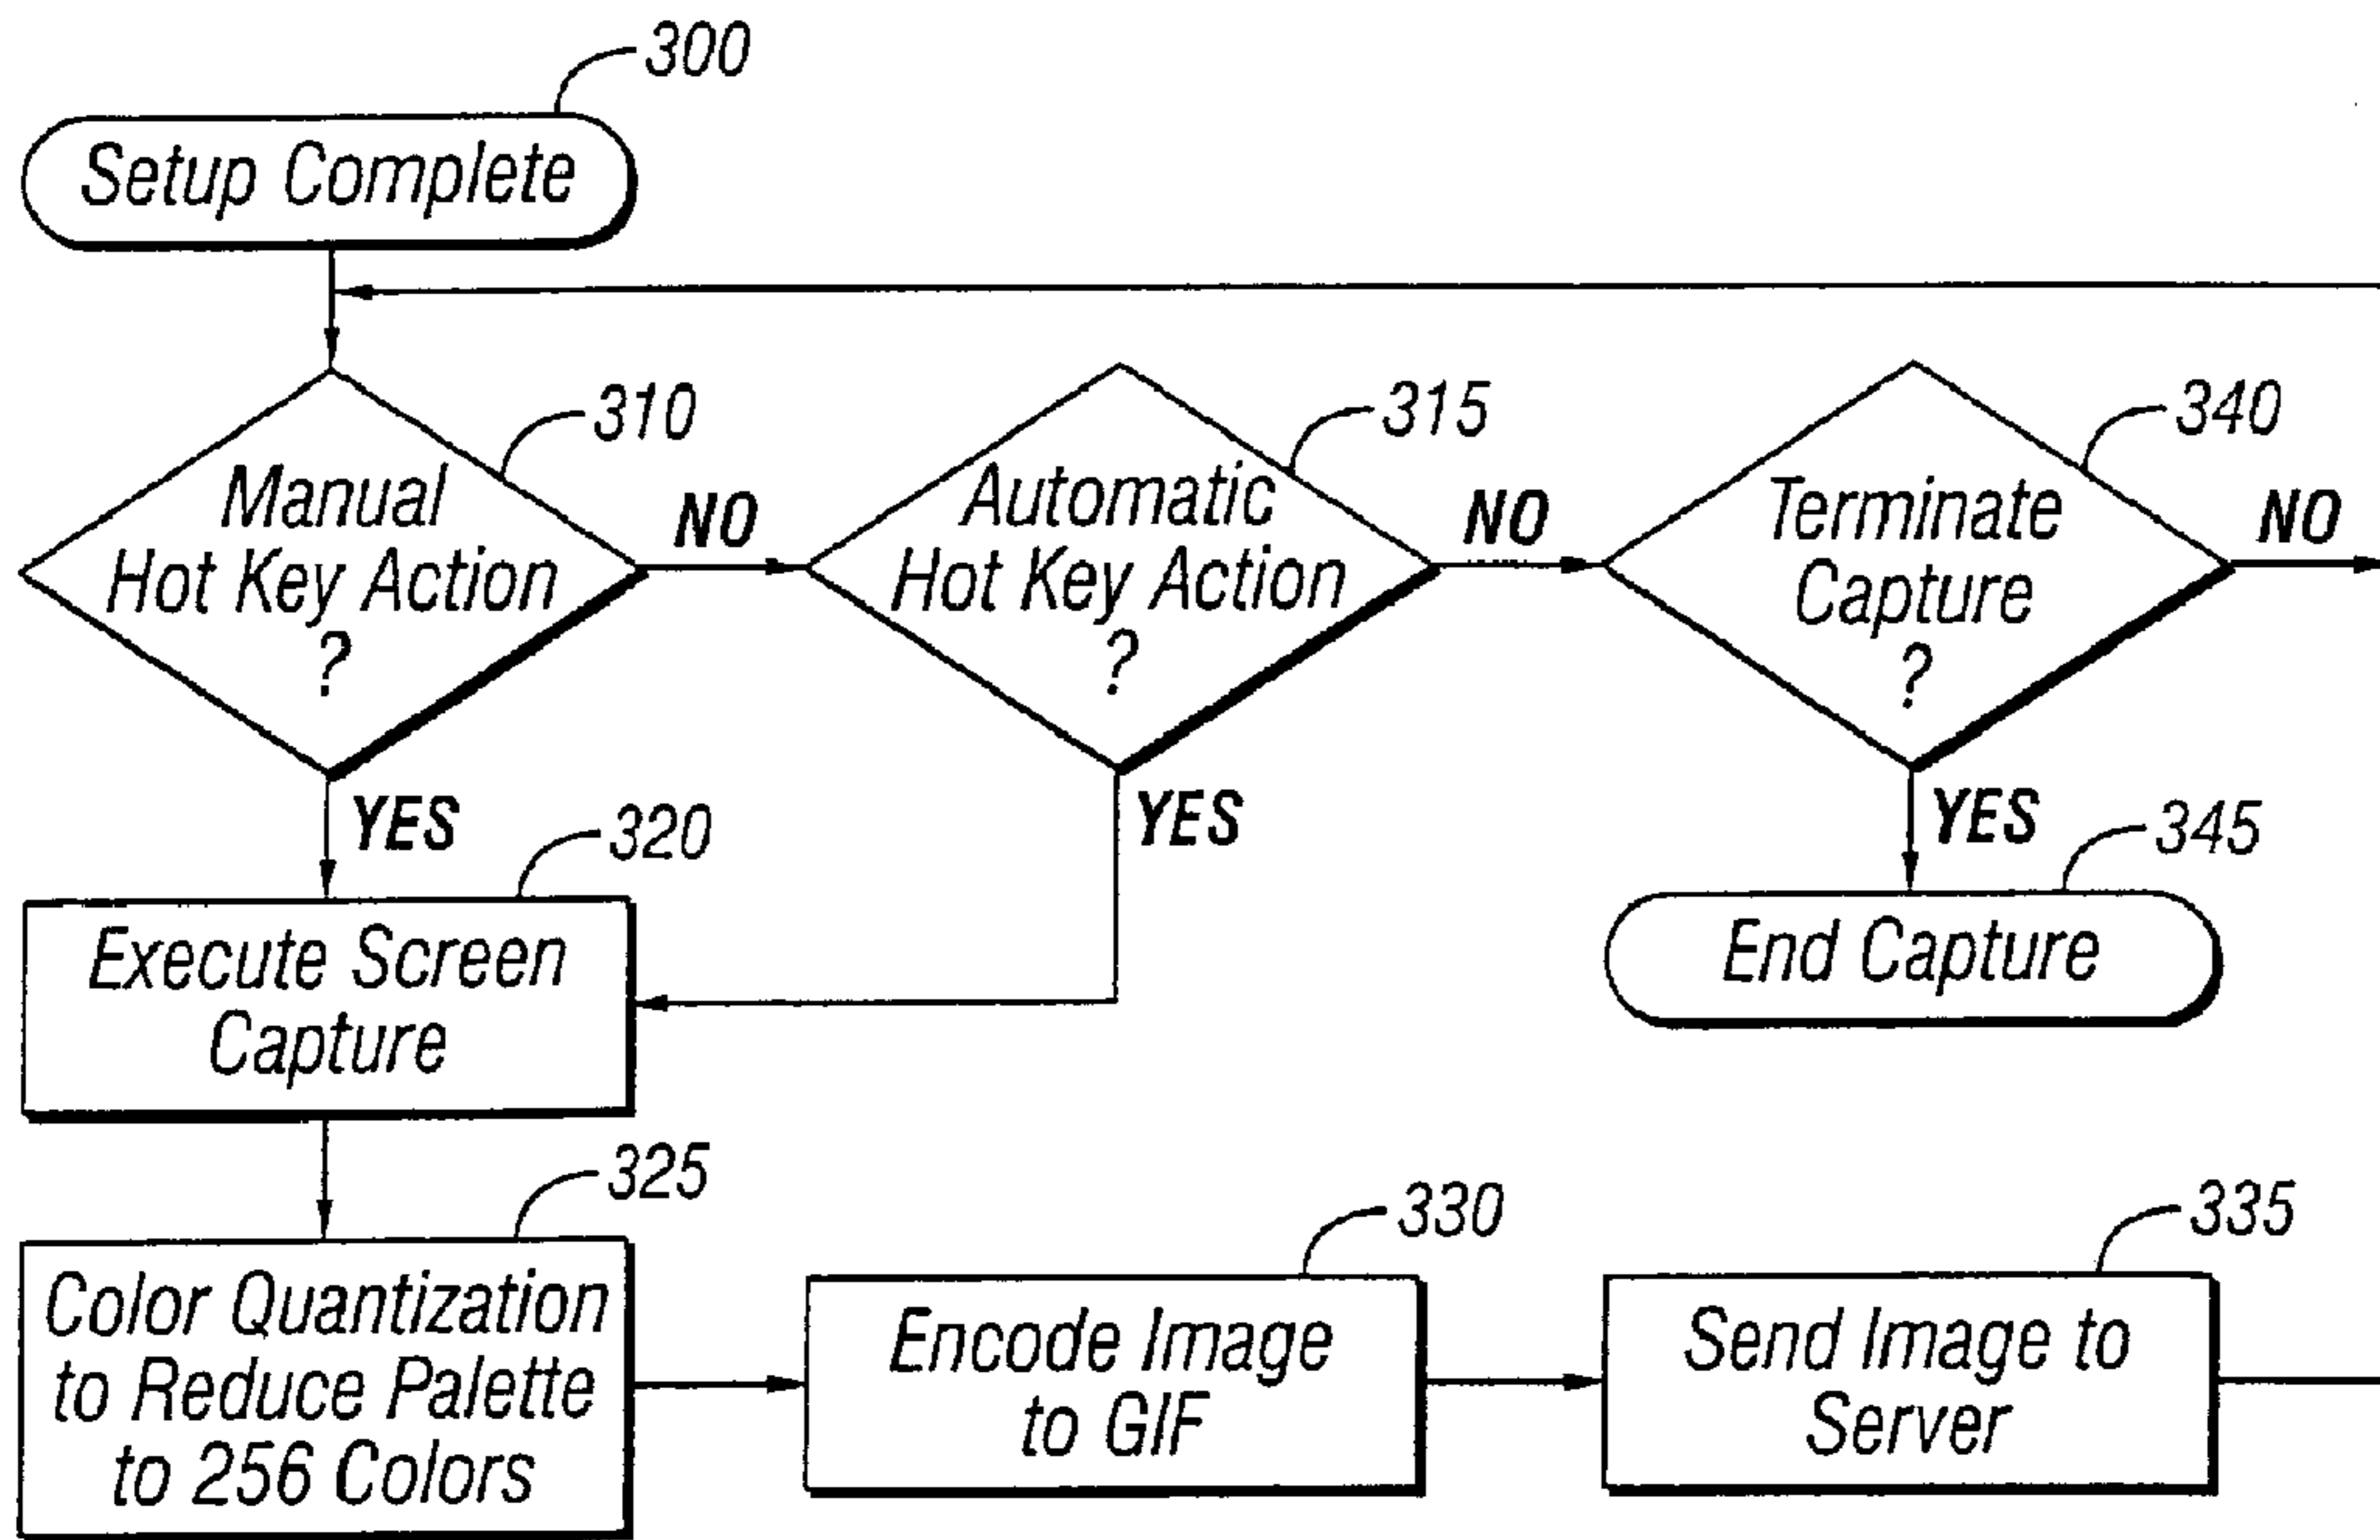 300
Setup Complete
310
Manual
Hot Key Action
?
NO
315
Automatic
Hot Key Action
?
NO
340
Terminate
Capture
?
NO
YES
YES
YES
320
Execute Screen
Capture
345
End Capture
325
Color Quantization
to Reduce Palette
to 256 Colors
330
Encode Image
to GIF
335
Send Image to
Server